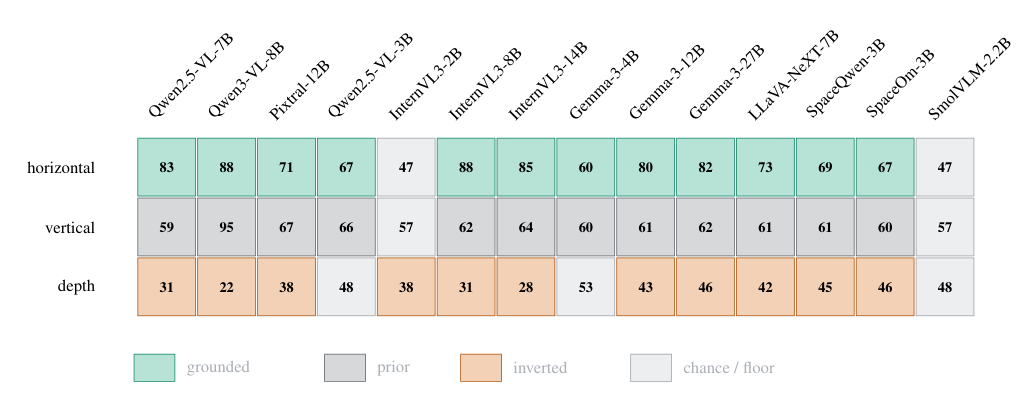 Qwen2.5-VL-7B Qwen3-VL-8B Pixtral-12B Qwen2.5-VL-3B InternVL3-2B InternVL3-8B InternVL3-14B Gemma-3-4B Gemma-3-12B Gemma-3-27B LLaVA-NeXT-7B SpaceQwen-3B SpaceOm-3B SmolVLM-2.2B
horizontal 83 88 71 67 47 88 85 60 80 82 73 69 67 47
vertical 59 95 67 66 57 62 64 60 61 62 61 61 60 57
depth 31 22 38 48 38 31 28 53 43 46 42 45 46 48
grounded prior inverted chance / floor